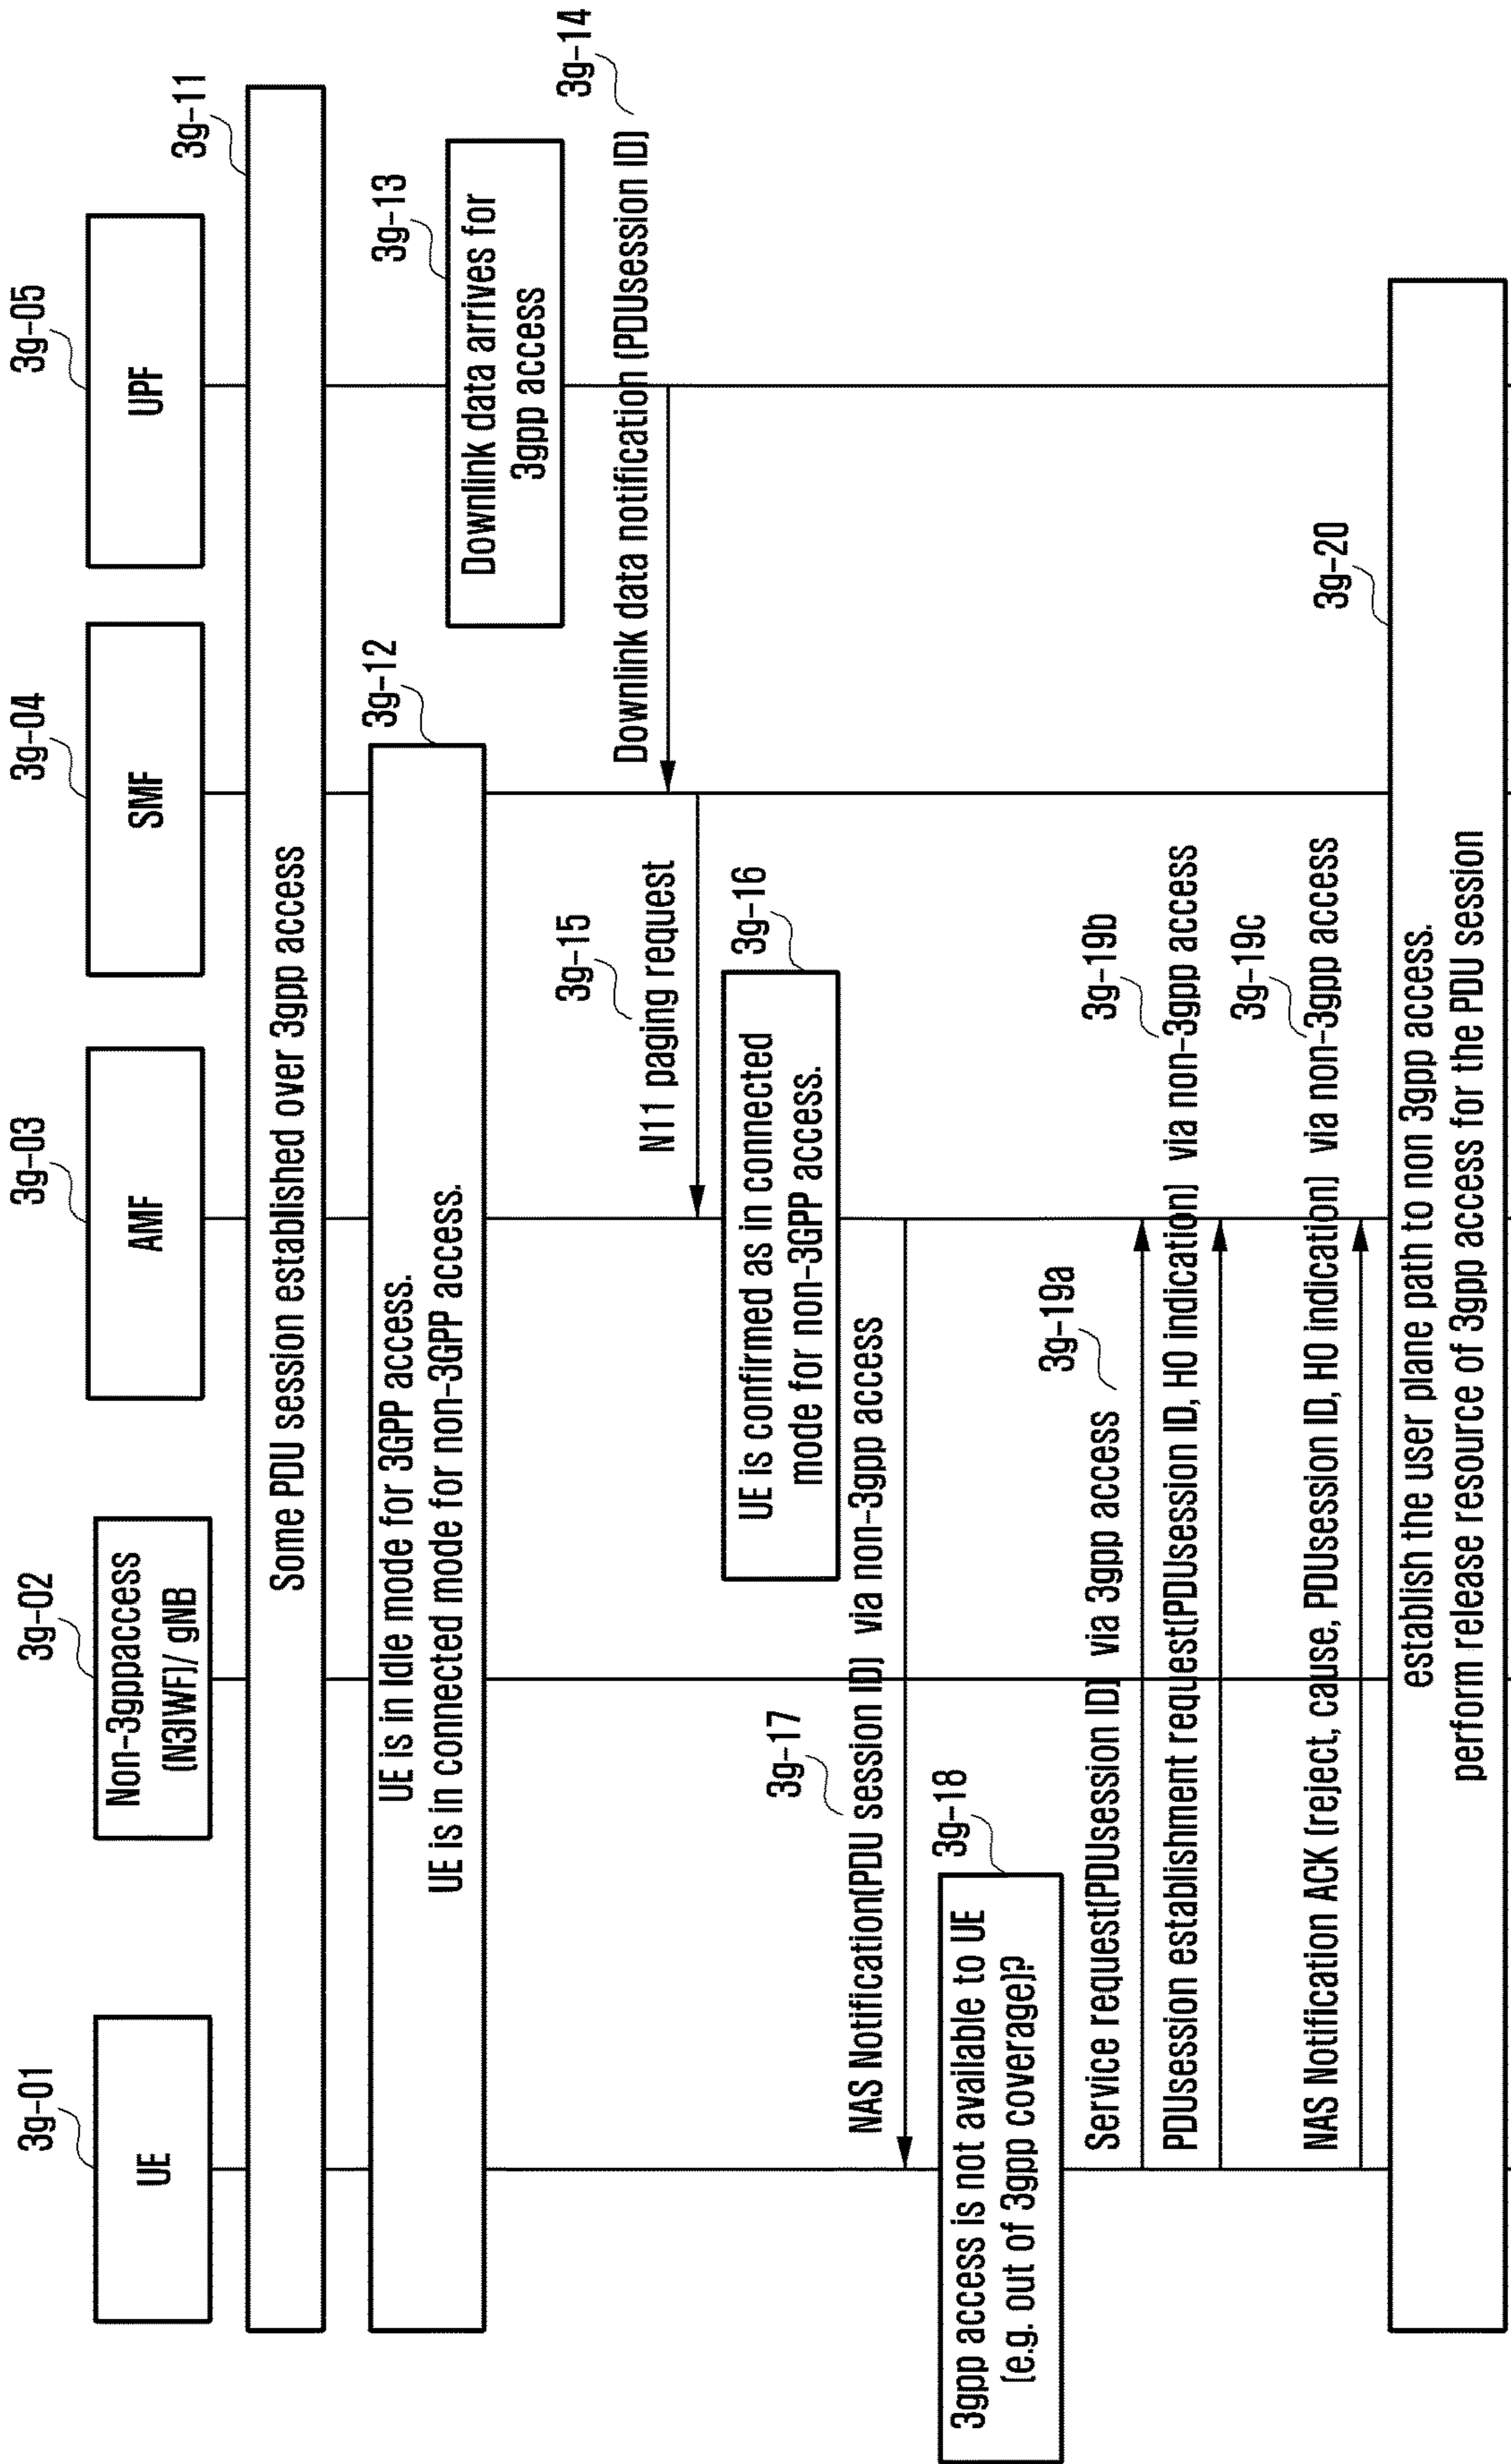 3g-01
3g-02
3g-03
3g-04
3g-05
UE
Non-3gppaccess
(N3IWF)/ gNB
AMF
SMF
UPF
3g-11
Some PDU session established over 3gpp access
3g-12
UE is in Idle mode for 3GPP access.
UE is in connected mode for non-3GPP access.
3g-13
Downlink data arrives for
3gpp access
3g-14
Downlink data notification (PDUsession ID)
3g-15
N11 paging request
3g-16
UE is confirmed as in connected
mode for non-3GPP access.
3g-17
NAS Notification(PDU session ID) via non-3gpp access
3g-18
3gpp access is not available to UE
(e.g. out of 3gpp coverage)?
3g-19a
Service request(PDUsession ID) via 3gpp access
3g-19b
PDUsession establishment request(PDUsession ID, HO indication) via non-3gpp access
3g-19c
NAS Notification ACK (reject, cause, PDUsession ID, HO indication) via non-3gpp access
3g-20
establish the user plane path to non 3gpp access.
perform release resource of 3gpp access for the PDU session